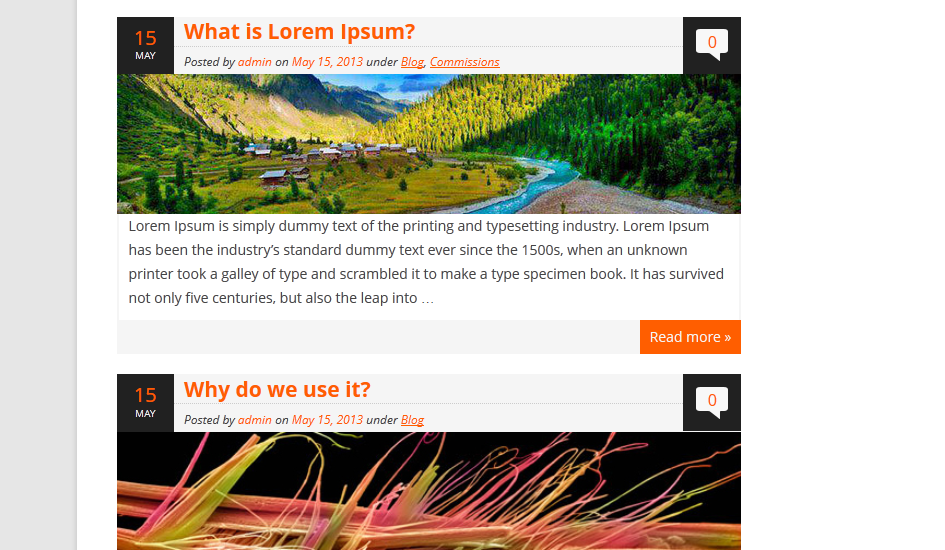 15
MAY
What is Lorem Ipsum?
0
Posted by admin on May 15, 2013 under Blog, Commissions
Lorem Ipsum is simply dummy text of the printing and typesetting industry. Lorem Ipsum
has been the industry’s standard dummy text ever since the 1500s, when an unknown
printer took a galley of type and scrambled it to make a type specimen book. It has survived
not only five centuries, but also the leap into …
Read more »
15
MAY
Why do we use it?
0
Posted by admin on May 15, 2013 under Blog